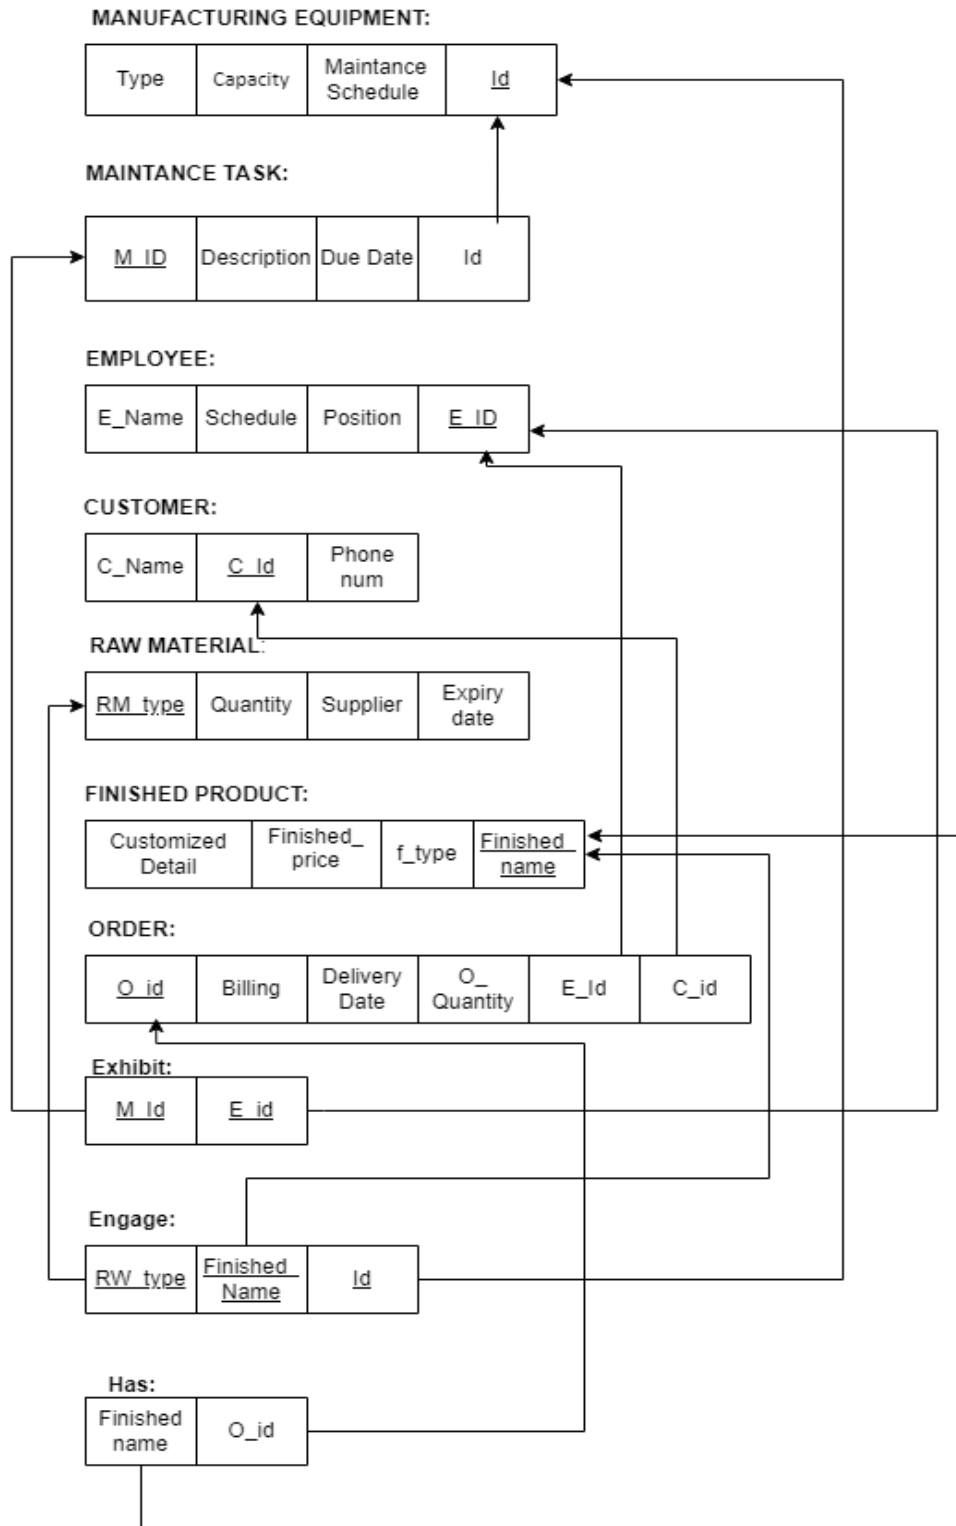 MANUFACTURING EQUIPMENT:
Type Capacity Maintance Schedule Id
MAINTANCE TASK:
M_ID Description Due Date Id
EMPLOYEE:
E_Name Schedule Position E_ID
CUSTOMER:
C_Name C_Id Phone num
RAW MATERIAL:
RM_type Quantity Supplier Expiry date
FINISHED PRODUCT:
Customized Detail Finished_ price f_type Finished_ name
ORDER:
O_id Billing Delivery Date O_ Quantity E_Id C_id
Exhibit:
M_Id E_id
Engage:
RW_type Finished_ Name Id
Has:
Finished name O_id